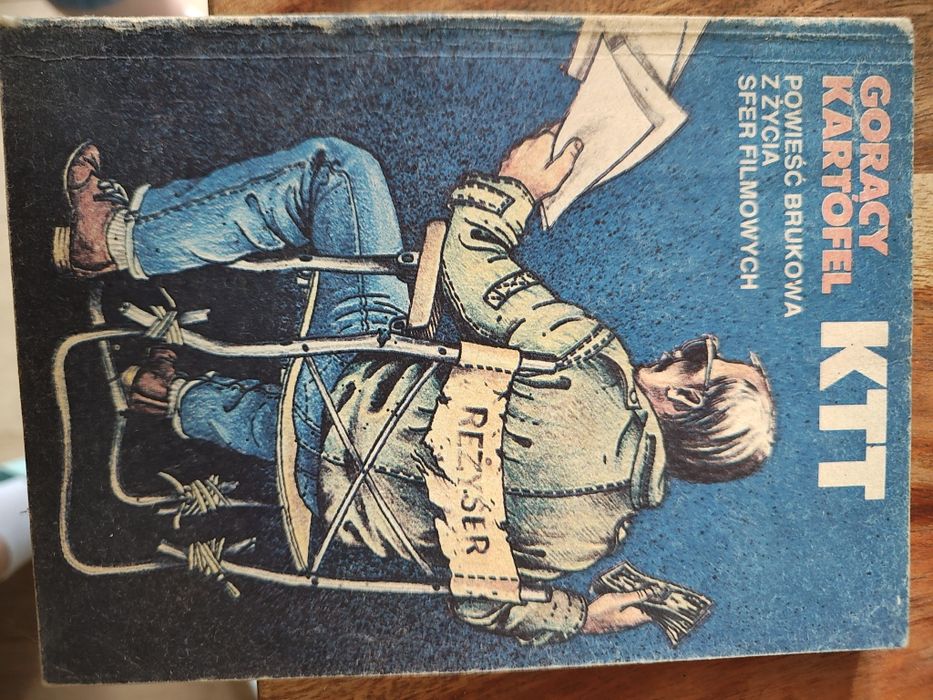 GORĄCY
KARTOFEL KTT
POWIEŚĆ BRUKOWA
Z ŻYCIA
SFER FILMOWYCH
REŻYSER